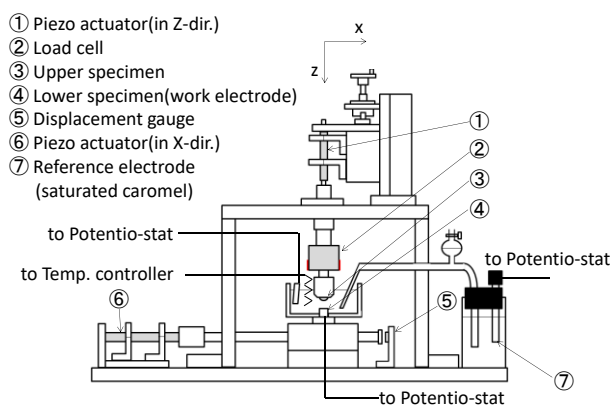 ① Piezo actuator(in Z-dir.)
② Load cell
③ Upper specimen
④ Lower specimen(work electrode)
⑤ Displacement gauge
⑥ Piezo actuator(in X-dir.)
⑦ Reference electrode
(saturated caromel)
x
z
①
②
③
④
to Potentio-stat
to Potentio-stat
to Temp. controller
⑥
⑤
⑦
to Potentio-stat